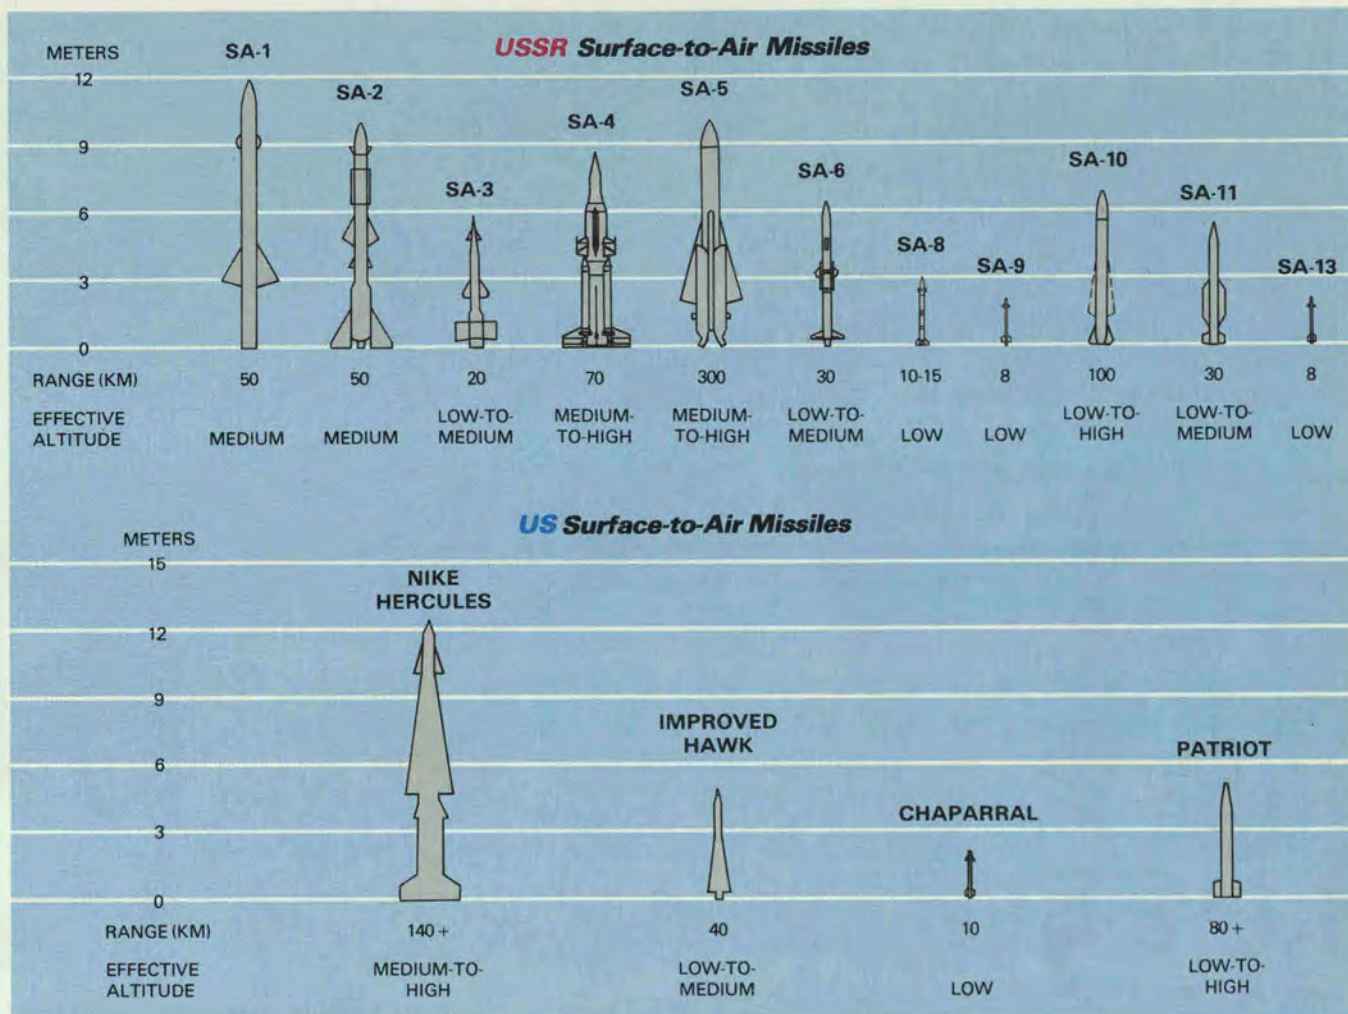 USSR Surface-to-Air Missiles
METERS
SA-1
SA-2
SA-3
SA-4
SA-5
SA-6
SA-8
SA-9
SA-10
SA-11
SA-13
12
9
6
3
0
RANGE (KM) 50 50 20 70 300 30 10-15 8 100 30 8
EFFECTIVE ALTITUDE MEDIUM MEDIUM LOW-TO-MEDIUM MEDIUM-TO-HIGH MEDIUM-TO-HIGH LOW-TO-MEDIUM LOW LOW LOW-TO-HIGH LOW-TO-MEDIUM LOW
US Surface-to-Air Missiles
METERS
15
12
9
6
3
0
NIKE
HERCULES
IMPROVED
HAWK
CHAPARRAL
PATRIOT
RANGE (KM) 140+ 40 10 80+
EFFECTIVE ALTITUDE MEDIUM-TO-HIGH LOW-TO-MEDIUM LOW LOW-TO-HIGH